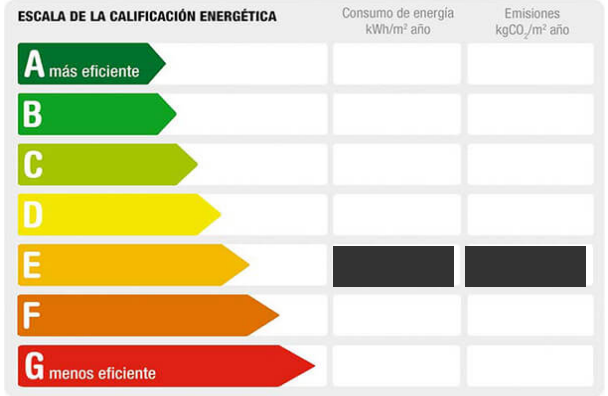 ESCALA DE LA CALIFICACIÓN ENERGÉTICA
Consumo de energía
kWh/m² año
Emisiones
kgCO₂/m² año
A más eficiente
B
C
D
E
F
G menos eficiente